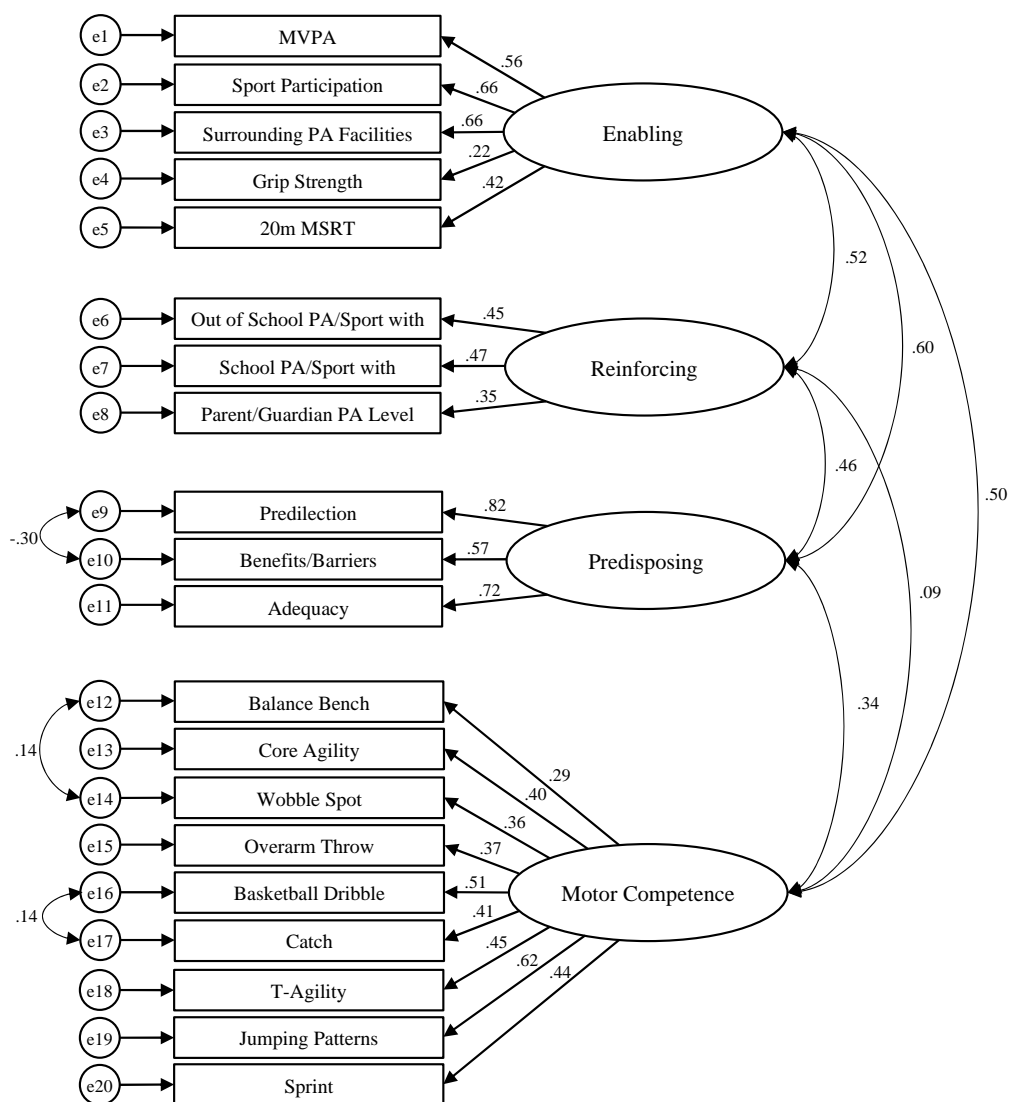 e1 MVPA
.56
e2 Sport Participation
.66
Enabling
e3 Surrounding PA Facilities
.66
e4 Grip Strength
.22
e5 20m MSRT
.42
.52
e6 Out of School PA/Sport with
.45
.60
e7 School PA/Sport with
.47
Reinforcing
e8 Parent/Guardian PA Level
.35
.46
.50
e9 Predilection
.82
-.30
e10 Benefits/Barriers
.57
Predisposing
e11 Adequacy
.72
.09
e12 Balance Bench
.34
.14
e13 Core Agility
.29
.40
e14 Wobble Spot
.36
e15 Overarm Throw
.37
e16 Basketball Dribble
.51
Motor Competence
.14
.41
e17 Catch
.45
.62
.44
e18 T-Agility
e19 Jumping Patterns
e20 Sprint